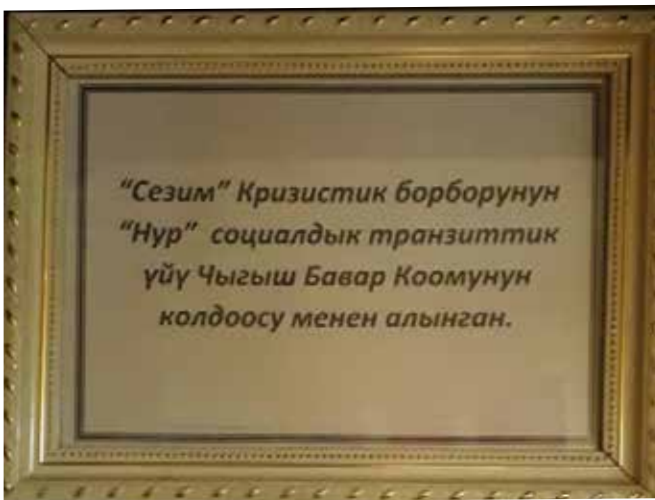 "Сезим" Кризистик борборунун
"Нур" социалдык транзиттик
үйү Чыгыш Бавар Коомунун
колдоосу менен алынган.